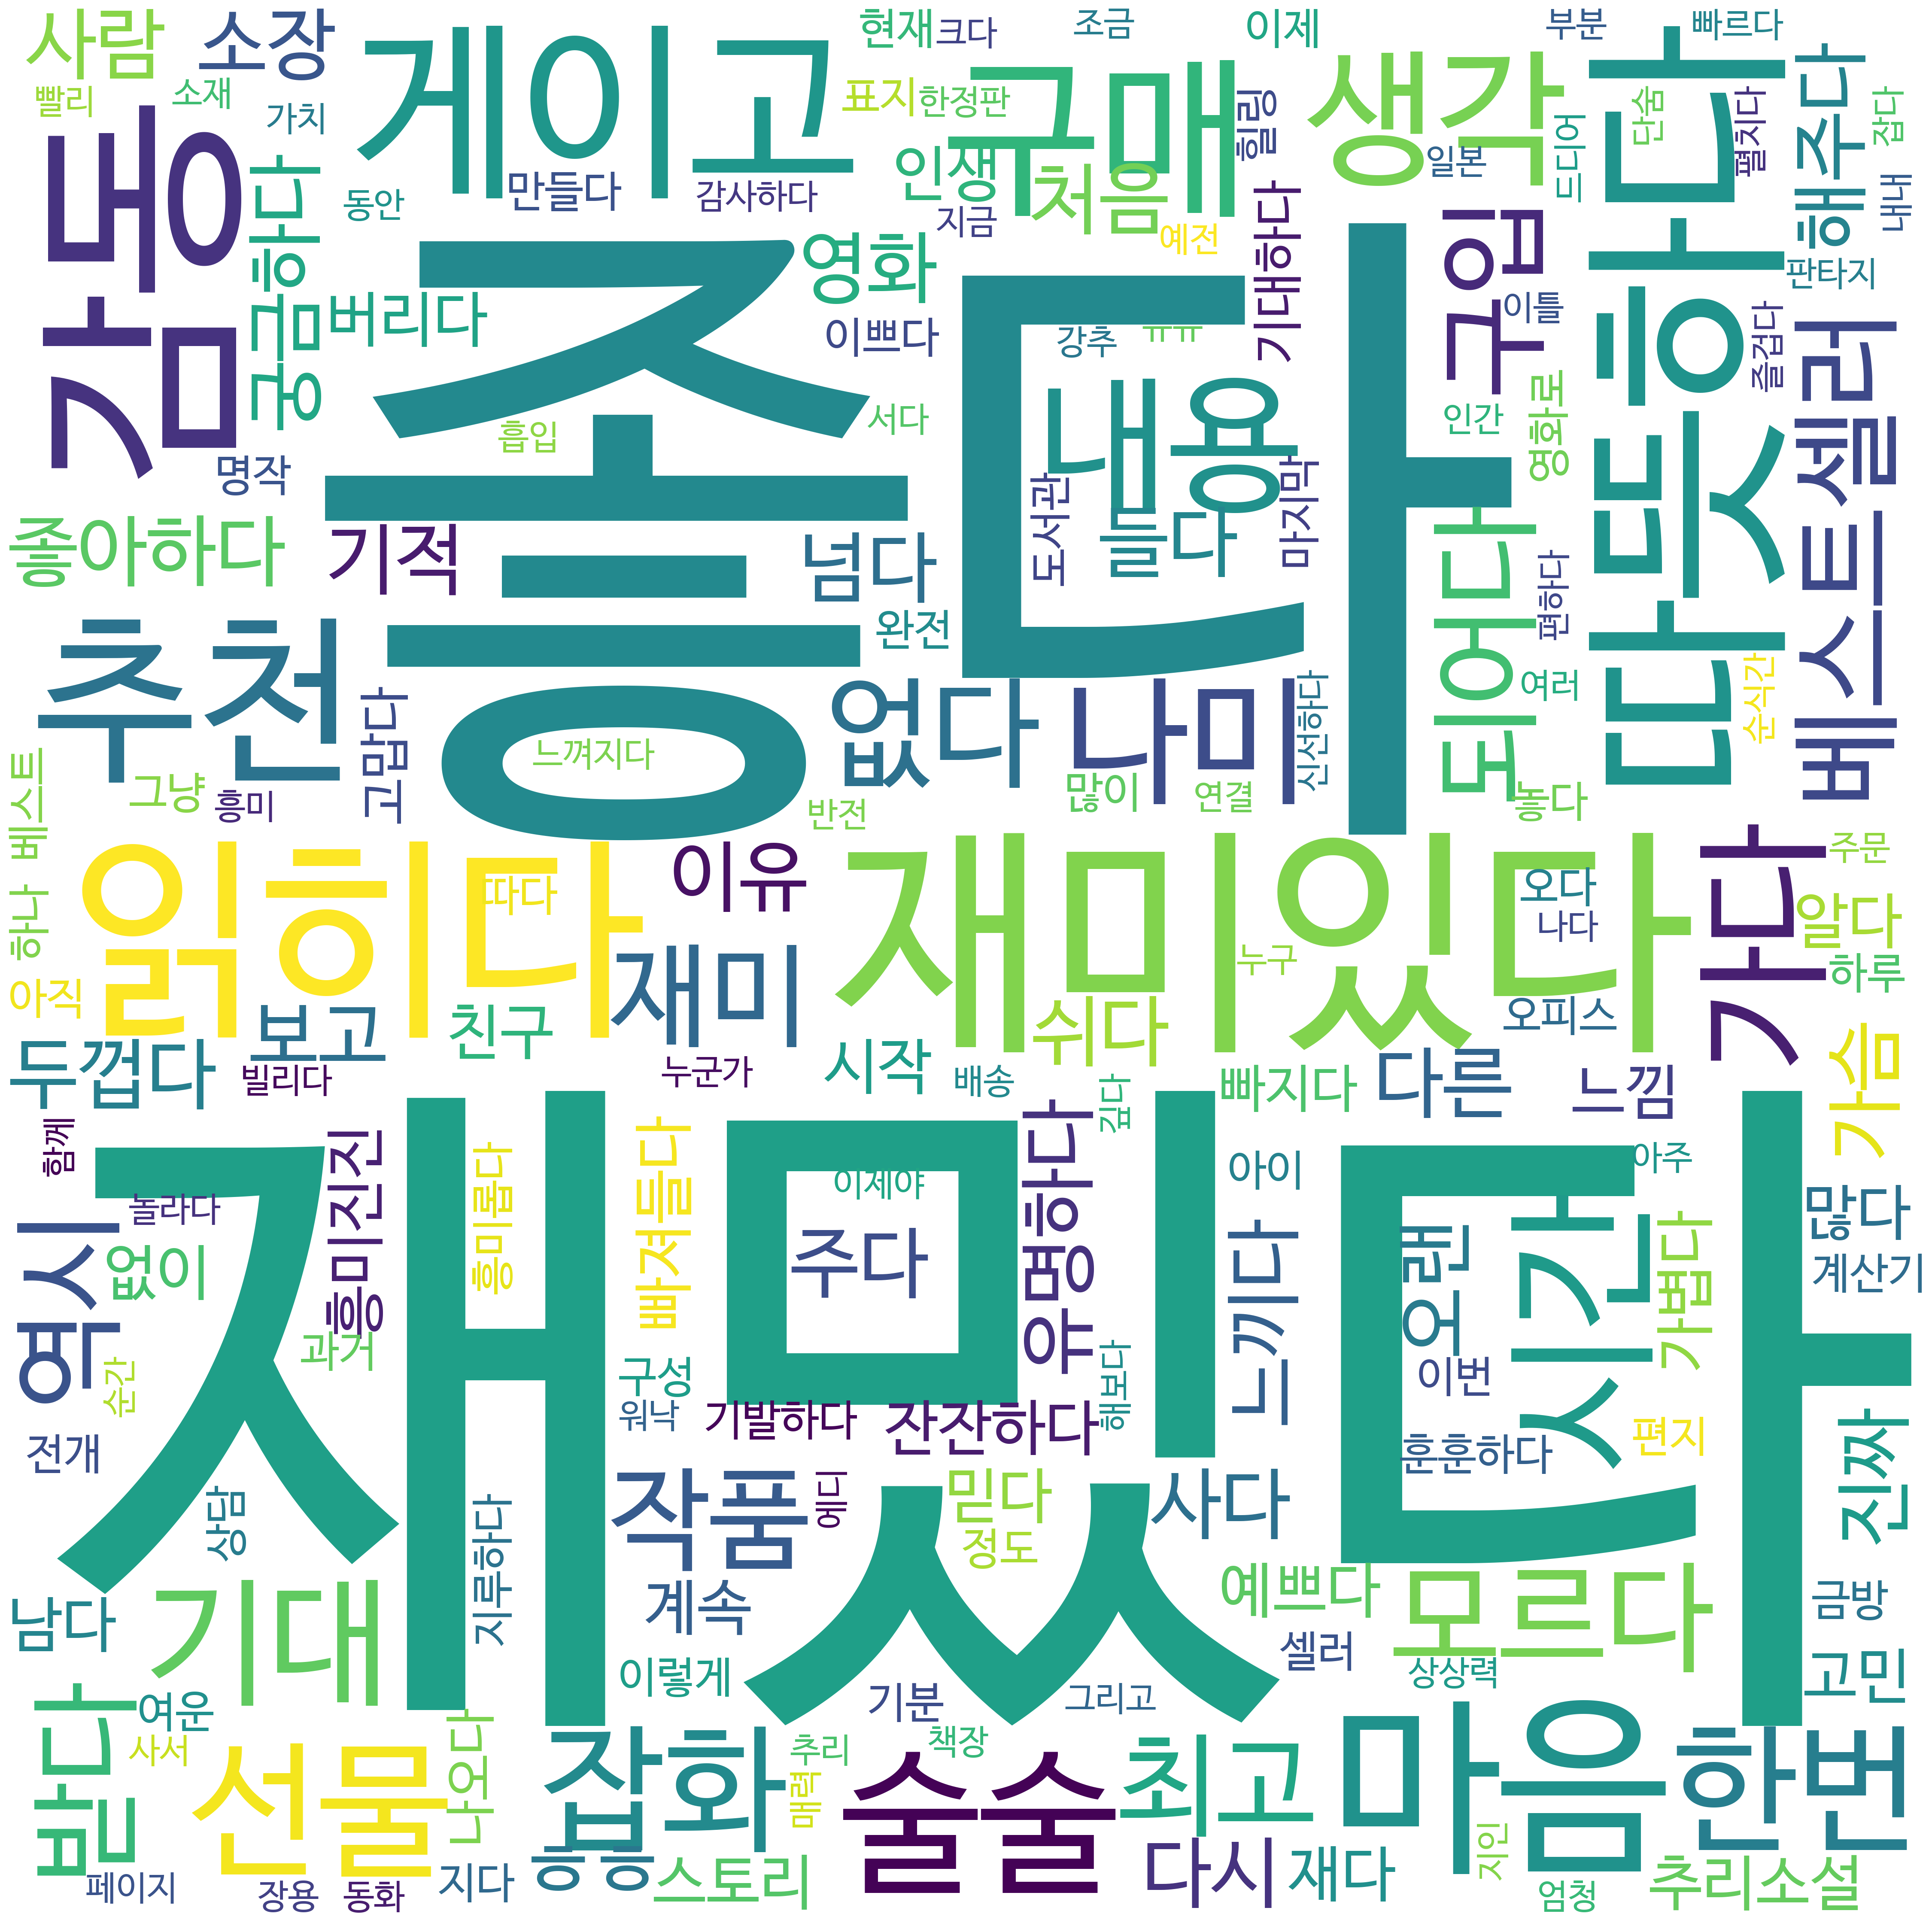 사람
소장
게이고
현재
크다
조금
이제
부분
빠르다
빨리
소재
가치
표지
한정판
구매
힐링
생각
일본
드디어
단숨
펼치다
해주다
잡다
내내
감동
궁금하다
동안
만들다
감사하다
인생
처음
지금
예전
기대하다
구입
이틀
따뜻하다
판타지
버리다
영화
이쁘다
강추
ㅠㅠ
좋다
흡입
서다
내용
인간
영화로
즐겁다
베스트셀러
명작
좋아하다
기적
넘다
도서관
띄다
마지막
되어다
편하다
추천
완전
여러
순식간
고맙다
느껴지다
없다
나미
신선하다
많이
연결
놓다
베스트
그냥
흥미
반전
읽히다
따다
이유
재미있다
오다
나다
가다
주문
않다
하나
아직
보고
친구
재미
누구
쉬다
오피스
하루
두껍다
빌리다
누군가
시작
배송
깊다
빠지다
다른
느낌
가슴
함께
놀라다
역시
없이
흥미진진
흥미롭다
빠져들다
재밌다
이제야
주다
유명하다
아이
느끼다
오랜
시간
아주
가볍다
많다
계산기
순간
과거
구성
워낙
기발하다
잔잔하다
해보다
이번
훈훈하다
편지
진짜
전개
상담
지루하다
작품
에디
믿다
정도
사다
남다
기대
계속
예쁘다
모르다
금방
이렇게
기분
그리고
셀러
상상력
고민
받다
여운
사서
선물
나오다
잡화
추리
매력
책장
술술
최고
마음
한번
또
페이지
장용
동화
지다
스토리
다시
재다
지인
엄청
추리소설